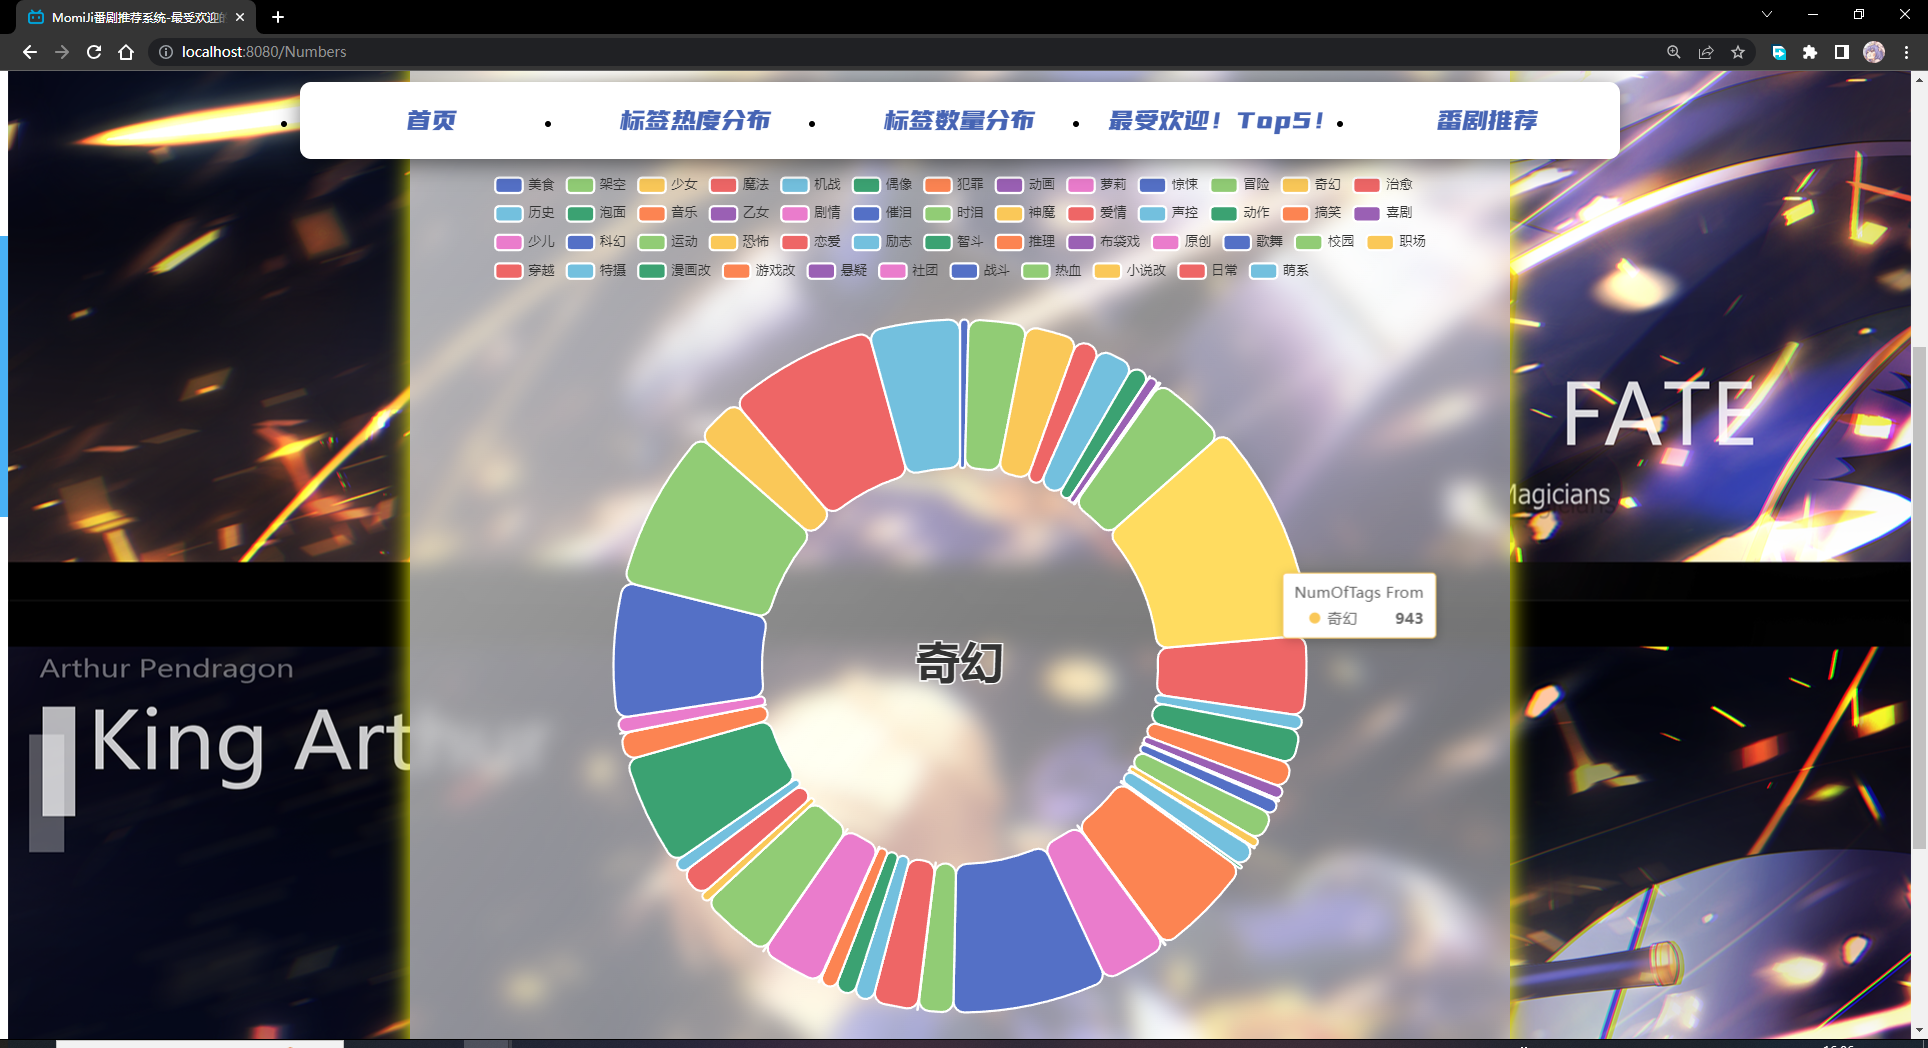 MomiJi番剧推荐系统-最受欢迎的
localhost:8080/Numbers
首页 标签热度分布 标签数量分布 最受欢迎！Top5！ 番剧推荐
美食 架空 少女 魔法 机战 偶像 犯罪 动画 萝莉 惊悚 冒险 奇幻 治愈
历史 泡面 音乐 乙女 剧情 催泪 时泪 神魔 爱情 声控 动作 搞笑 喜剧
少儿 科幻 运动 恐怖 恋爱 励志 智斗 推理 布袋戏 原创 歌舞 校园 职场
穿越 特摄 漫画改 游戏改 悬疑 社团 战斗 热血 小说改 日常 萌系
FATE
Magicians
NumOfTags From
奇幻 943
奇幻
Arthur Pendragon
King Arthur